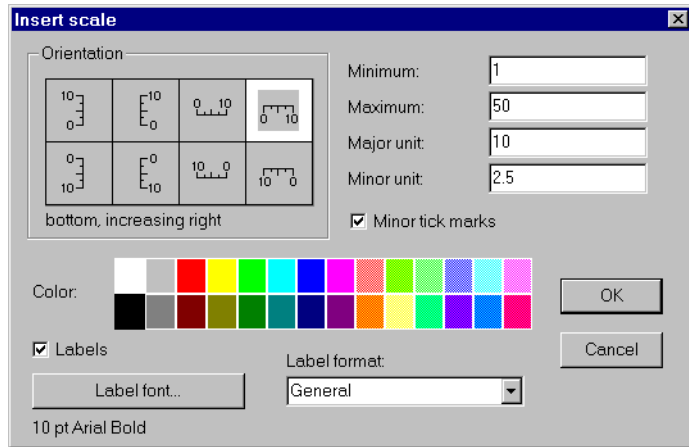 Insert scale
Orientation
10 0
10 0
0 10
0 10
0 10
0 10
10 0
10 0
bottom, increasing right
Minimum: 1
Maximum: 50
Major unit: 10
Minor unit: 2.5
Minor tick marks
Color:
OK
Labels
Cancel
Label font...
Label format:
General
10 pt Arial Bold